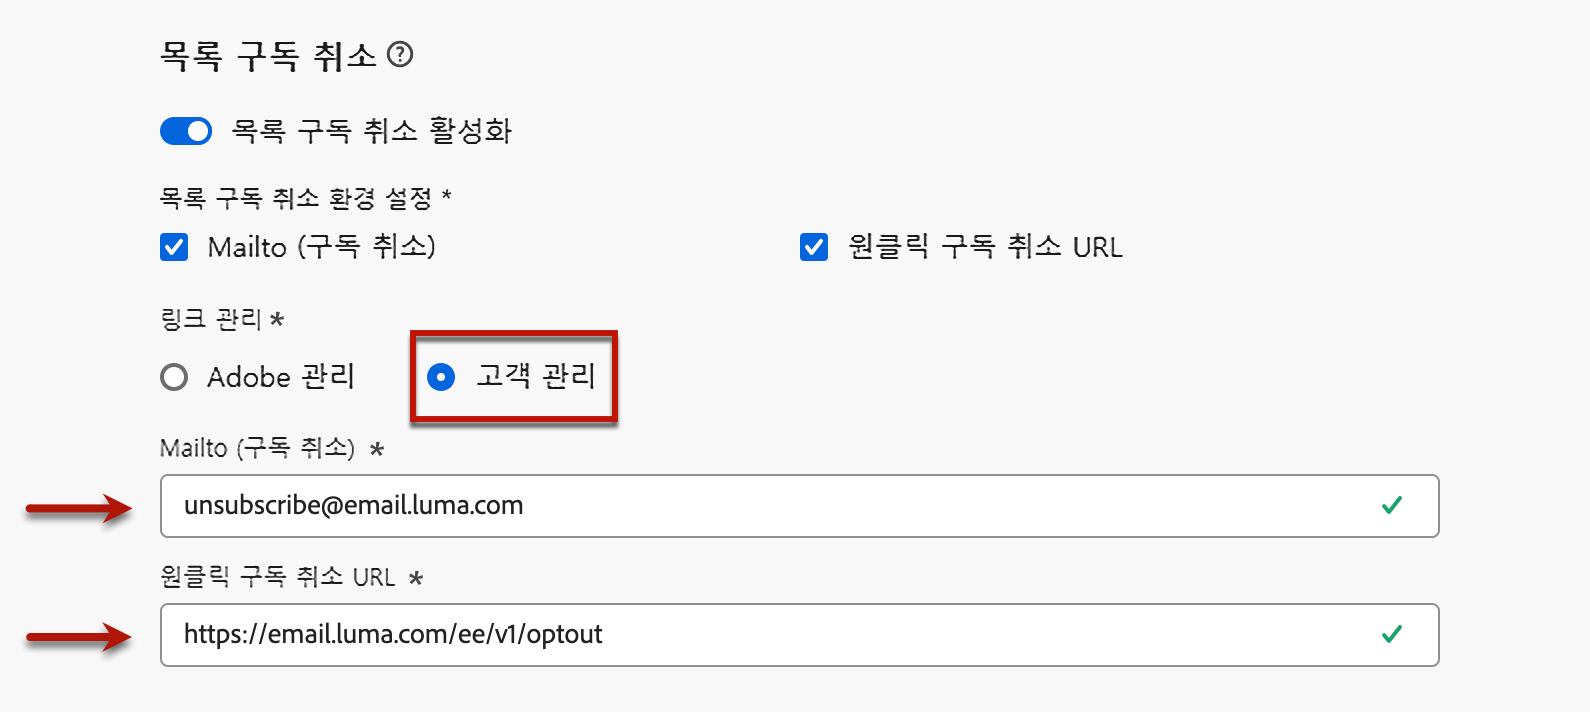 목록 구독 취소 ?
목록 구독 취소 활성화
목록 구독 취소 환경 설정 *
Mailto (구독 취소) 원클릭 구독 취소 URL
링크 관리 *
Adobe 관리 고객 관리
Mailto (구독 취소) *
unsubscribe@email.luma.com
원클릭 구독 취소 URL *
https://email.luma.com/ee/v1/optout